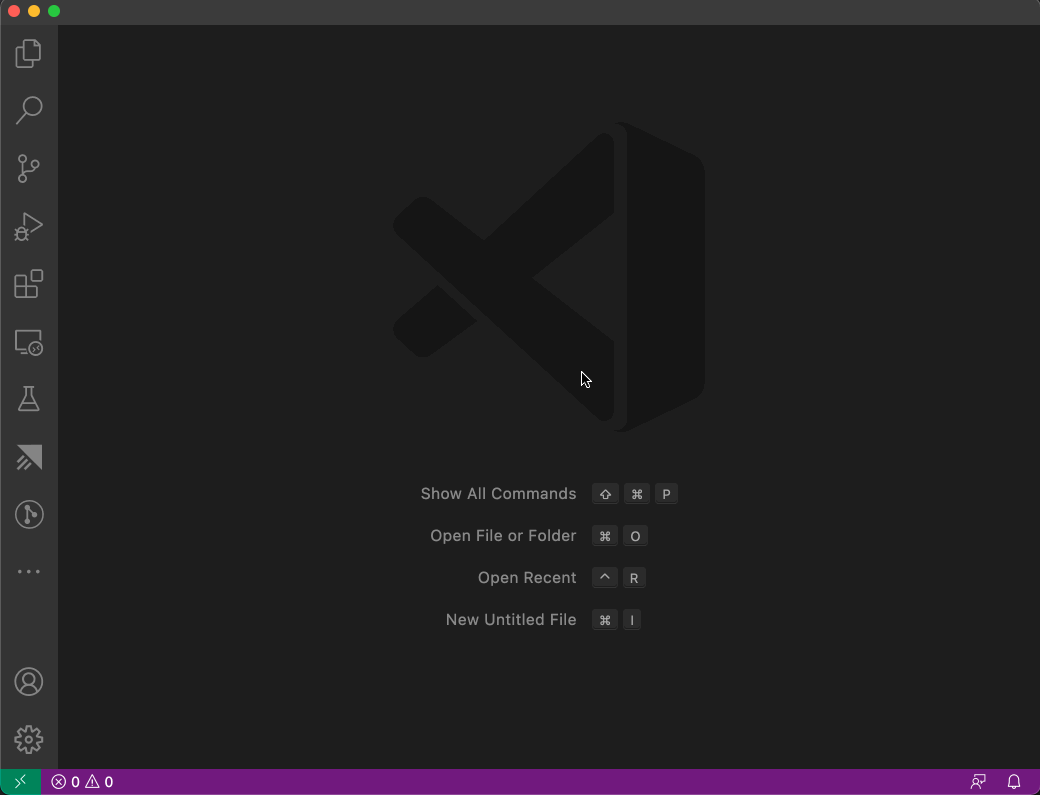 Show All Commands ⇧ ⌘ P
Open File or Folder ⌘ O
Open Recent ^ R
New Untitled File ⌘ I
0 0